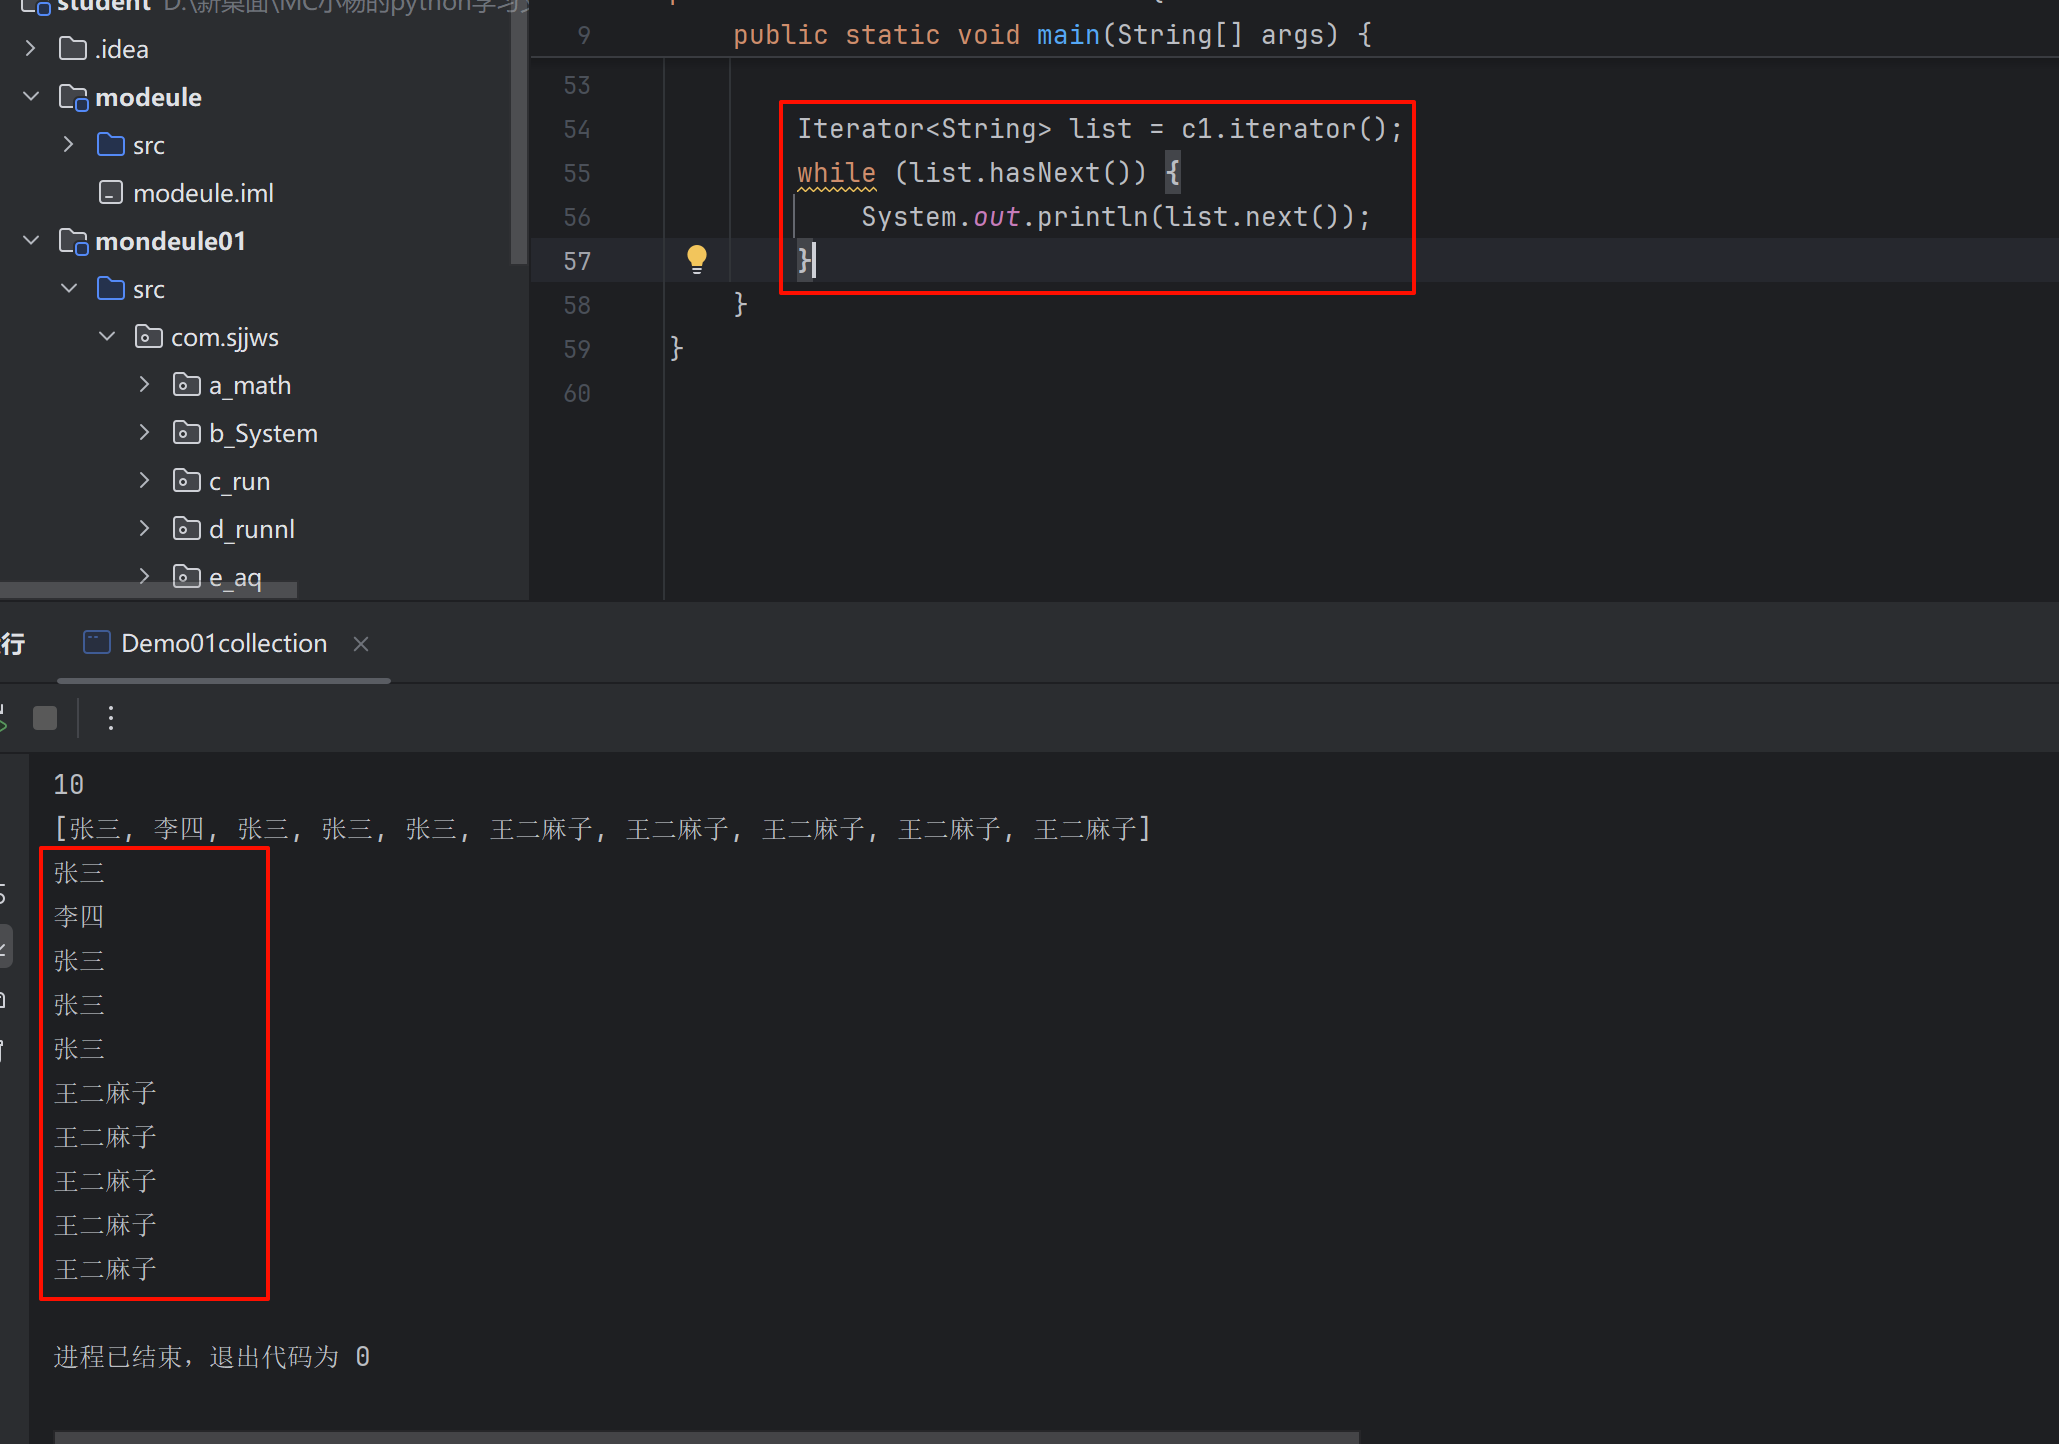 student D:\新桌面\MC小杨的python学习
.idea
modeule
src
modeule.iml
mondeule01
src
com.sjjws
a_math
b_System
c_run
d_runnl
e_aq
9 public static void main(String[] args) {
53
54 Iterator<String> list = c1.iterator();
55 while (list.hasNext()) {
56 System.out.println(list.next());
57 }
58 }
59 }
60
行 Demo01collection
10
[张三, 李四, 张三, 张三, 张三, 王二麻子, 王二麻子, 王二麻子, 王二麻子, 王二麻子]
张三
李四
张三
张三
张三
王二麻子
王二麻子
王二麻子
王二麻子
王二麻子
进程已结束，退出代码为 0